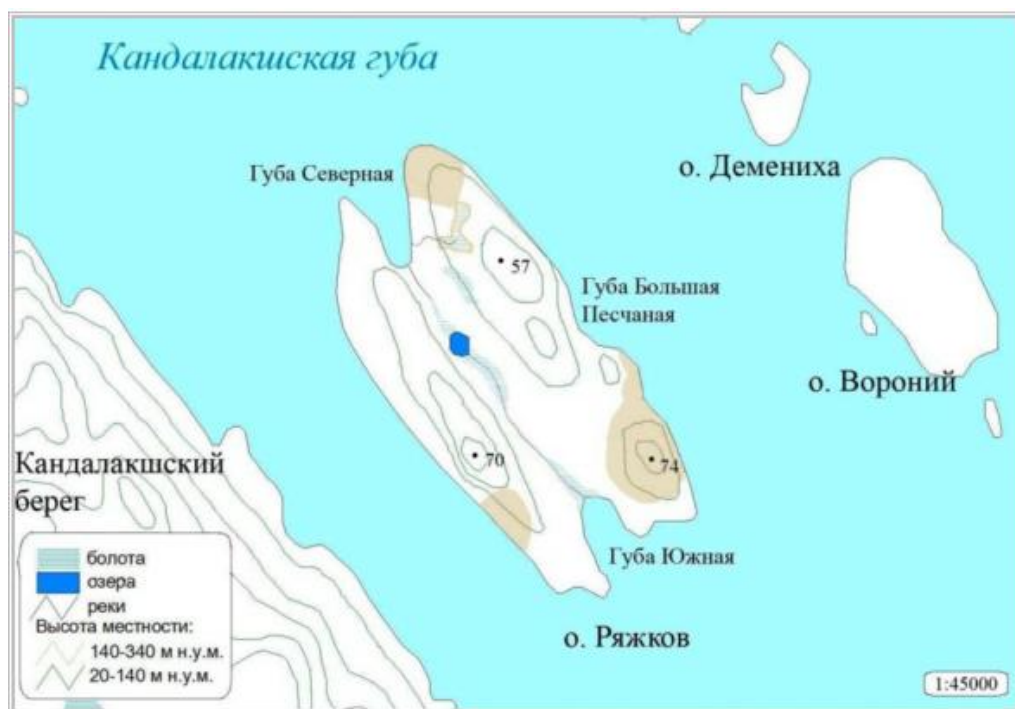 Кандалакшская губа
Губа Северная
о. Демениха
57
Губа Большая
Песчаная
о. Вороний
Кандалакшский
берег
70
74
Губа Южная
о. Ряжков
болота
озера
реки
Высота местности:
140-340 м н.у.м.
20-140 м н.у.м.
1:45000